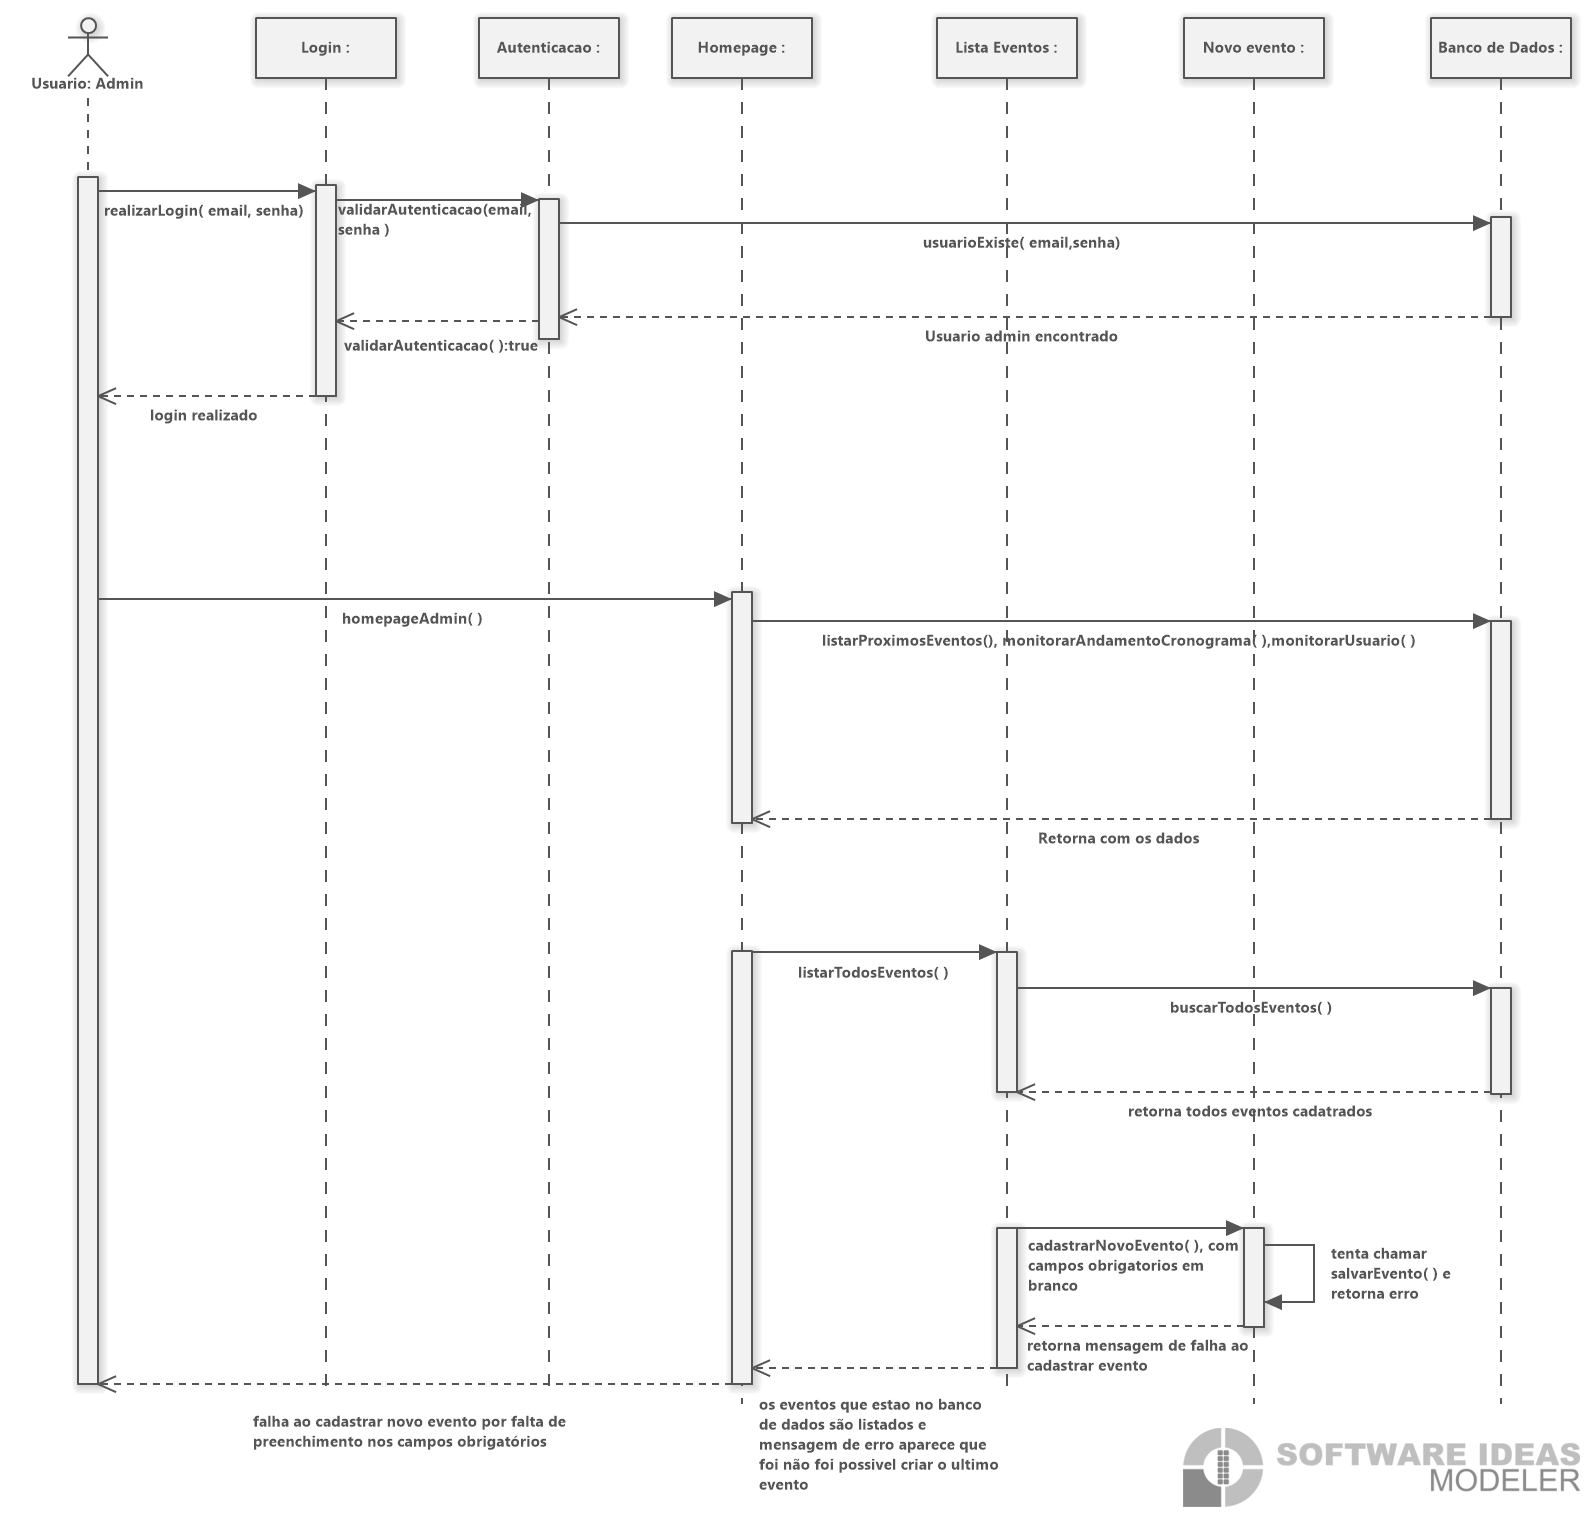 Usuario: Admin
Login :
Autenticacao :
Homepage :
Lista Eventos :
Novo evento :
Banco de Dados :
realizarLogin( email, senha)
validarAutenticacao(email,
senha )
usuarioExiste( email,senha)
Usuario admin encontrado
validarAutenticacao( ):true
login realizado
homepageAdmin( )
listarProximosEventos(), monitorarAndamentoCronograma( ),monitorarUsuario( )
Retorna com os dados
listarTodosEventos( )
buscarTodosEventos( )
retorna todos eventos cadatrados
cadastrarNovoEvento( ), com
campos obrigatorios em
branco
tenta chamar
salvarEvento( ) e
retorna erro
retorna mensagem de falha ao
cadastrar evento
os eventos que estao no banco
de dados são listados e
mensagem de erro aparece que
foi não foi possivel criar o ultimo
evento
falha ao cadastrar novo evento por falta de
preenchimento nos campos obrigatórios
SOFTWARE IDEAS
MODELER